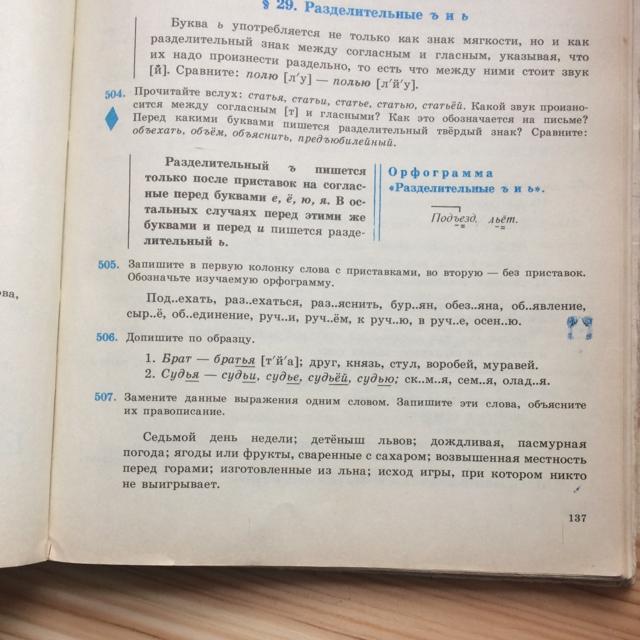 § 29. Разделительные ъ и ь
Буква ь употребляется не только как знак мягкости, но и как
разделительный знак между согласным и гласным, указывая, что
их надо произнести раздельно, то есть что между ними стоит звук
[й]. Сравните: полю [л'у] — полью [л'й'у].
504. Прочитайте вслух: статья, статьи, статье, статью, статьёй. Какой звук произно-
сится между согласным [т] и гласными? Как это обозначается на письме?
Перед какими буквами пишется разделительный твёрдый знак? Сравните:
объехать, объём, объяснить, предъюбилейный.
Разделительный ъ пишется
только после приставок на соглас-
ные перед буквами е, ё, ю, я. В ос-
тальных случаях перед этими же
буквами и перед и пишется разде-
лительный ь.
Орфограмма
«Разделительные ъ и ь».
Подъезд, льёт.
505. Запишите в первую колонку слова с приставками, во вторую — без приставок.
Обозначьте изучаемую орфограмму.
Под..ехать, раз..ехаться, раз..яснить, бур..ян, обез..яна, об..явление,
сыр..ё, об..единение, руч..и, руч..ём, к руч..ю, в руч..е, осен..ю.
506. Допишите по образцу.
1. Брат — братья [т'й'а]; друг, князь, стул, воробей, муравей.
2. Судья — судьи, судье, судьёй, судью; ск..м..я, сем..я, олад..я.
507. Замените данные выражения одним словом. Запишите эти слова, объясните
их правописание.
Седьмой день недели; детёныш львов; дождливая, пасмурная
погода; ягоды или фрукты, сваренные с сахаром; возвышенная местность
перед горами; изготовленные из льна; исход игры, при котором никто
не выигрывает.
137